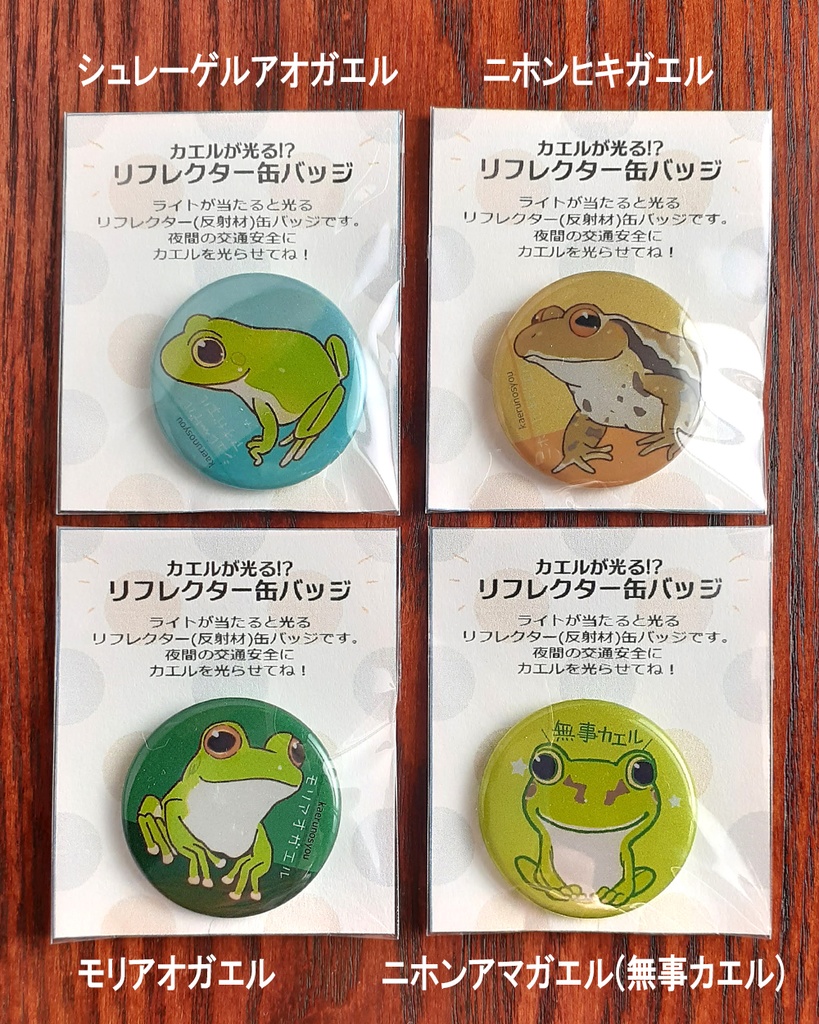 シュレーゲルアオガエル
ニホンヒキガエル
カエルが光る!?
リフレクター缶バッジ
ライトが当たると光る
リフレクター(反射材)缶バッジです。
夜間の交通安全に
カエルを光らせてね！
kaerunosyou
カエルが光る!?
リフレクター缶バッジ
ライトが当たると光る
リフレクター(反射材)缶バッジです。
夜間の交通安全に
カエルを光らせてね！
kaerunosyou
カエルが光る!?
リフレクター缶バッジ
ライトが当たると光る
リフレクター(反射材)缶バッジです。
夜間の交通安全に
カエルを光らせてね！
モリアオガエル
kaerunosyou
カエルが光る!?
リフレクター缶バッジ
ライトが当たると光る
リフレクター(反射材)缶バッジです。
夜間の交通安全に
カエルを光らせてね！
無事カエル
モリアオガエル
ニホンアマガエル(無事カエル)